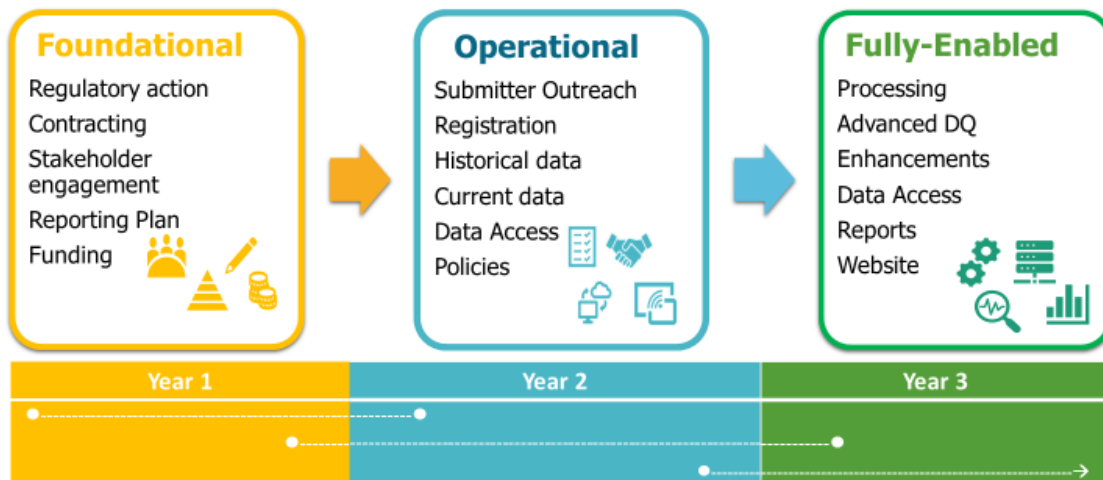 Foundational
Regulatory action
Contracting
Stakeholder
engagement
Reporting Plan
Funding
Operational
Submitter Outreach
Registration
Historical data
Current data
Data Access
Policies
Fully-Enabled
Processing
Advanced DQ
Enhancements
Data Access
Reports
Website
Year 1
Year 2
Year 3